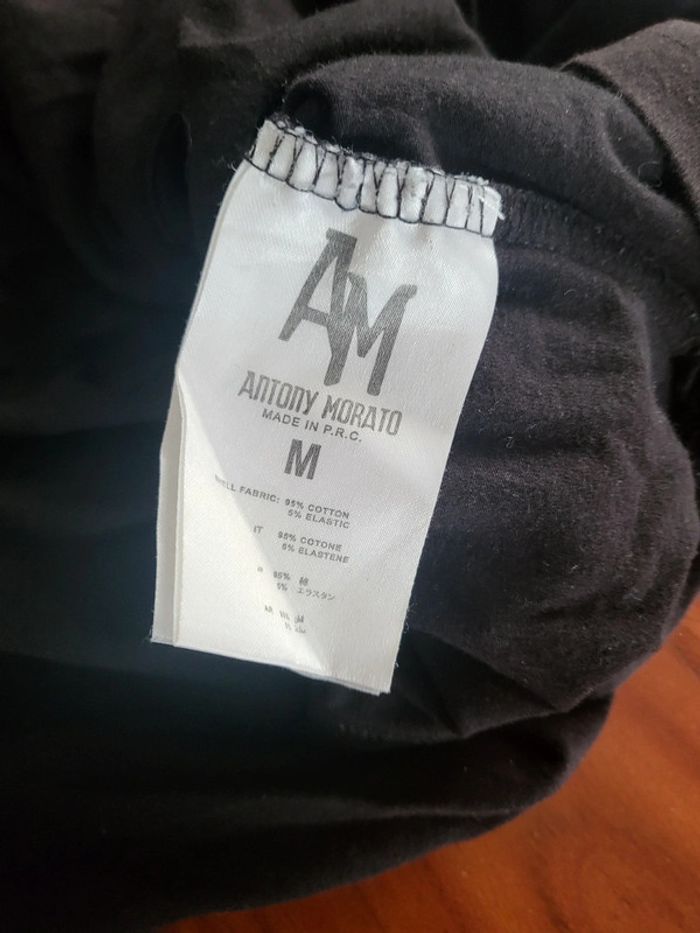 AM
ANTONY MORATO
MADE IN P.R.C.
M
FABRIC: 95% COTTON
5% ELASTIC
IT 95% COTONE
5% ELASTENE
95% 綿
5% エラスタン